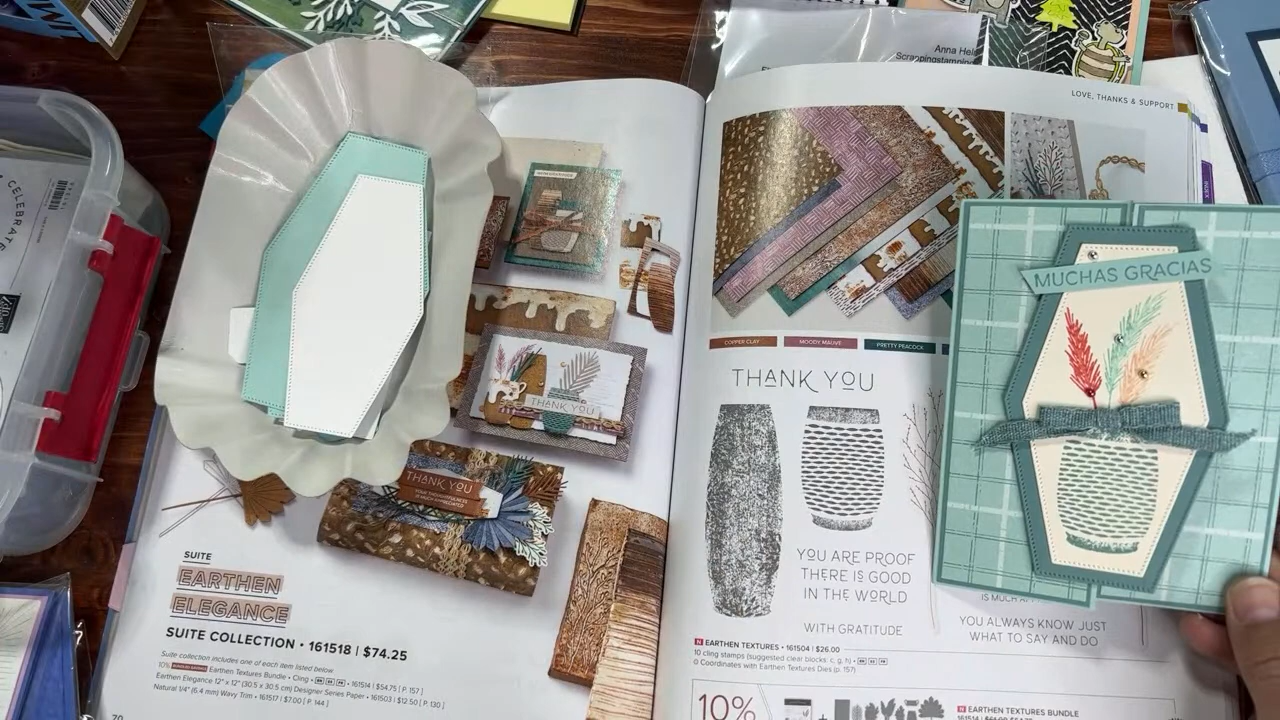 Anna Hel
Scrappingstampin
CELEBRATE
LOVE, THANKS & SUPPORT
MUCHAS GRACIAS
COPPER CLAY
MOODY MAUVE
PRETTY PEACOCK
THANK YOU
THANK YOU
THANK YOU
YOU ARE PROOF
THERE IS GOOD
IN THE WORLD
WITH GRATITUDE
YOU ALWAYS KNOW JUST
WHAT TO SAY AND DO
SUITE
EARTHEN
ELEGANCE
SUITE COLLECTION • 161518 | $74.25
Suite collection includes one of each item listed below.
10% Earthen Textures Bundle • Cling • 161514 | $54.75 [P. 157]
Earthen Elegance 12" x 12" (30.5 x 30.5 cm) Designer Series Paper • 161503 | $12.50 [P. 130]
Natural 1/4" (6.4 mm) Wavy Trim • 161517 | $7.00 [P. 144]
70
N EARTHEN TEXTURES • 161504 | $26.00
10 cling stamps (suggested clear blocks: c, g, h) •
Coordinates with Earthen Textures Dies (p. 157)
10%
N EARTHEN TEXTURES BUNDLE